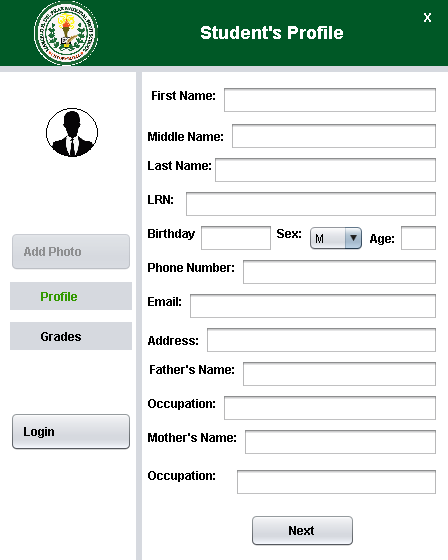 Student's Profile
X
First Name:
Middle Name:
Last Name:
LRN:
Birthday Sex: M Age:
Add Photo
Phone Number:
Profile
Email:
Grades
Address:
Father's Name:
Occupation:
Login
Mother's Name:
Occupation:
Next